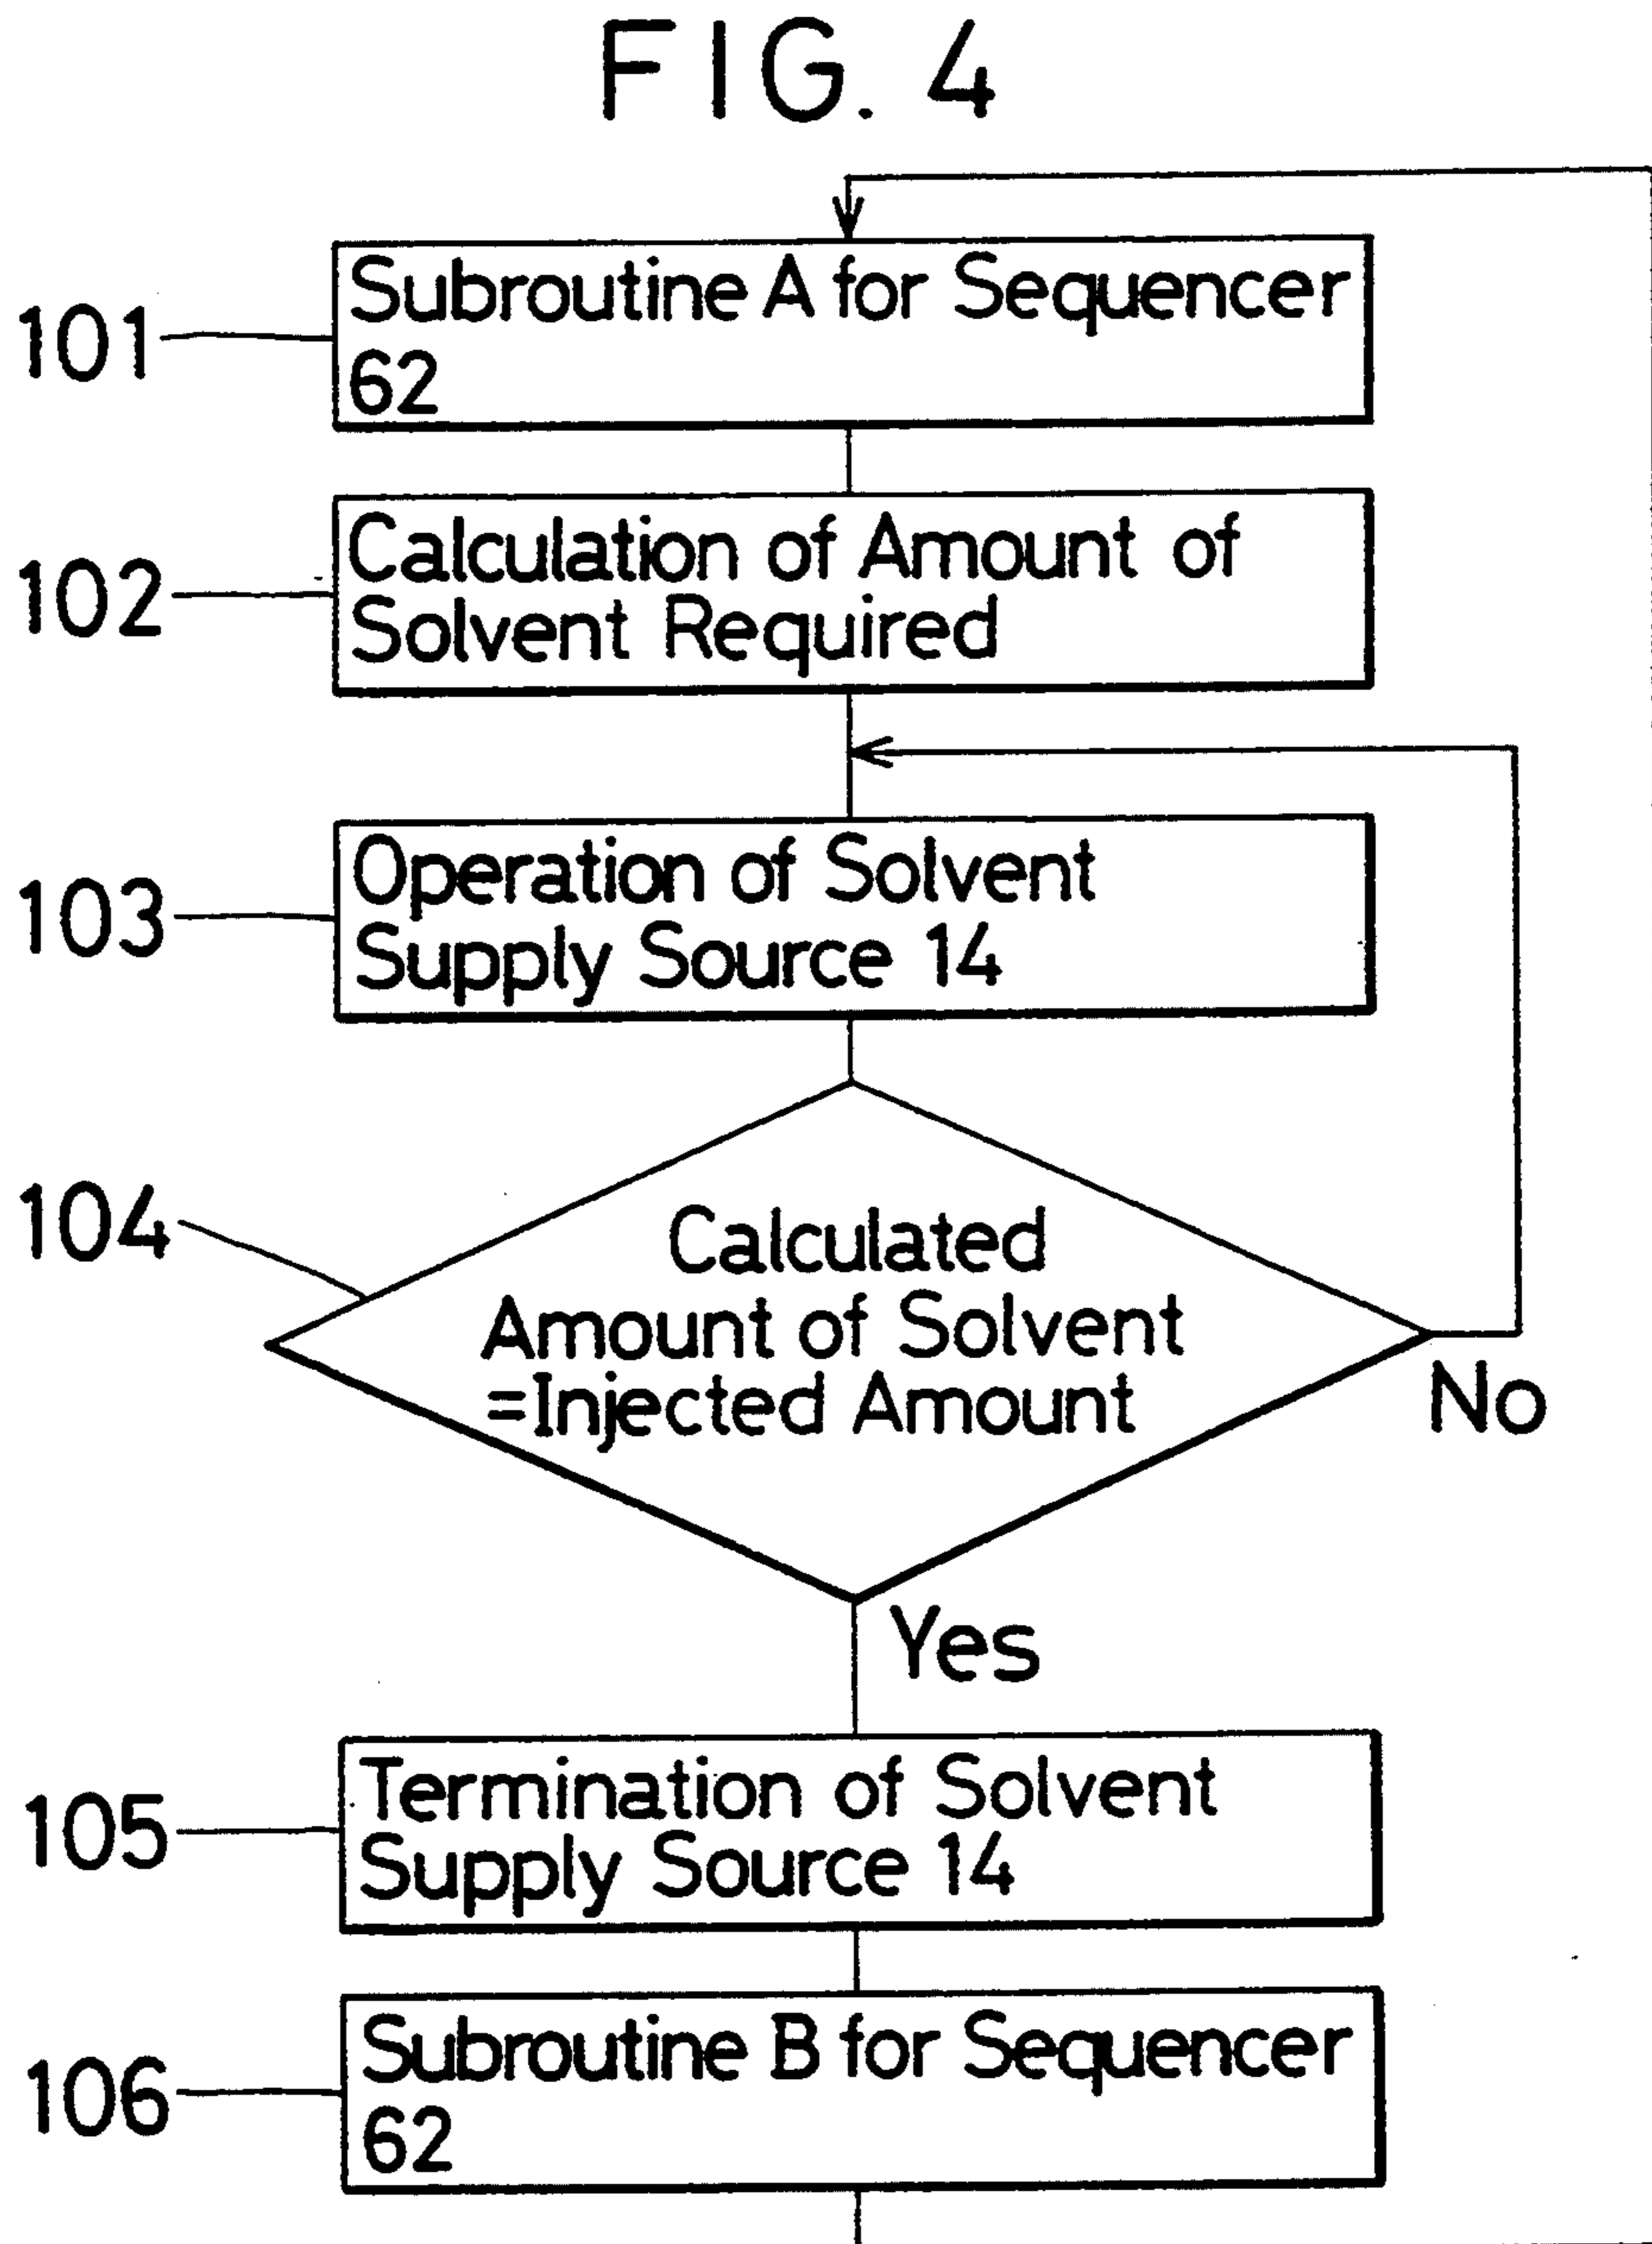 FIG. 4
101
Subroutine A for Sequencer
62
102
Calculation of Amount of
Solvent Required
103
Operation of Solvent
Supply Source 14
104
Calculated
Amount of Solvent
=Injected Amount
No
Yes
105
Termination of Solvent
Supply Source 14
106
Subroutine B for Sequencer
62